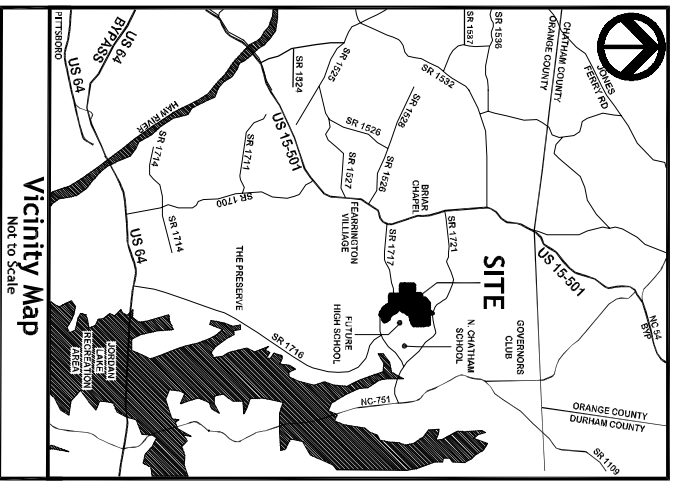 PITTSBORO
US 64
BYPASS
US 64
HAW RIVER
SR 1714
SR 1714
SR 1711
SR 1700
US 64
SR 1324
SR 1525
US 15-501
SR 1526
SR 1527
SR 1526
SR 1528
SR 1532
SR 1587
SR 1536
CHATHAM COUNTY
ORANGE COUNTY
JONES
FERRY RD
BRIAR
CHAPEL
FEARRINGTON
VILLIAGE
SR 1717
SR 1721
SITE
US 15-501
NC 54
BYP
THE PRESERVE
FUTURE
HIGH SCHOOL
N. CHATHAM
SCHOOL
GOVERNORS
CLUB
SR 1716
NC-751
ORANGE COUNTY
DURHAM COUNTY
SR 1109
JORDAN
LAKE
RECREATION
AREA
Vicinity Map
Not to Scale